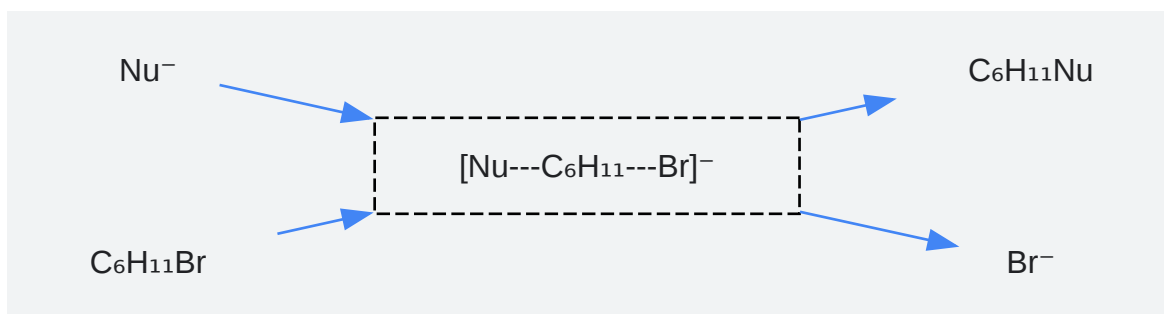 Nu⁻
C₆H₁₁Nu
[Nu---C₆H₁₁---Br]⁻
C₆H₁₁Br
Br⁻